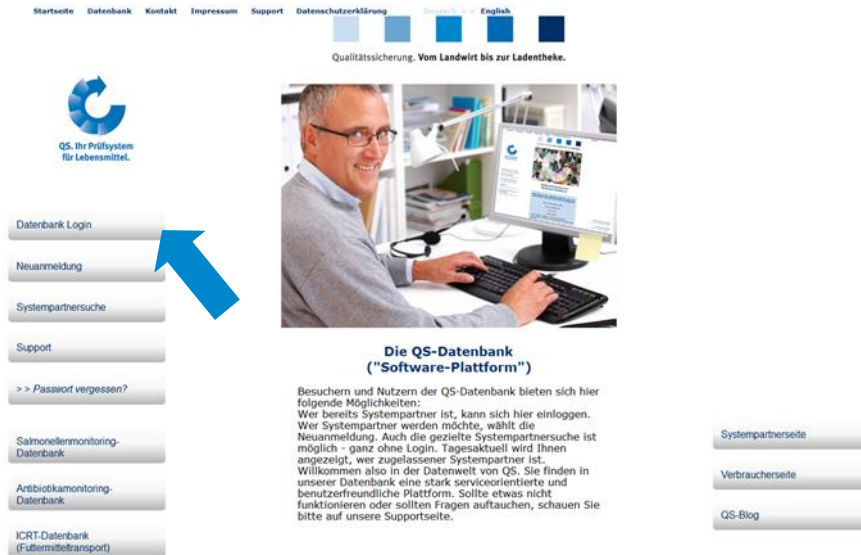 Startseite Datenbank Kontakt Impressum Support Datenschutzerklärung Deutsch < > English
Qualitätssicherung. Vom Landwirt bis zur Ladentheke.
QS. Ihr Prüfsystem
für Lebensmittel.
Datenbank Login
Neuanmeldung
Systempartnersuche
Support
> > Passwort vergessen?
Salmonellenmonitoring-
Datenbank
Antibiotikamonitoring-
Datenbank
ICRT-Datenbank
(Futtermitteltransport)
Die QS-Datenbank
("Software-Plattform")
Besuchern und Nutzern der QS-Datenbank bieten sich hier
folgende Möglichkeiten:
Wer bereits Systempartner ist, kann sich hier einloggen.
Wer Systempartner werden möchte, wählt die
Neuanmeldung. Auch die gezielte Systempartnersuche ist
möglich - ganz ohne Login. Tagesaktuell wird Ihnen
angezeigt, wer zugelassener Systempartner ist.
Willkommen also in der Datenwelt von QS. Sie finden in
unserer Datenbank eine stark serviceorientierte und
benutzerfreundliche Plattform. Sollte etwas nicht
funktionieren oder sollten Fragen auftauchen, schauen Sie
bitte auf unsere Supportseite.
Systempartnerseite
Verbraucherseite
QS-Blog